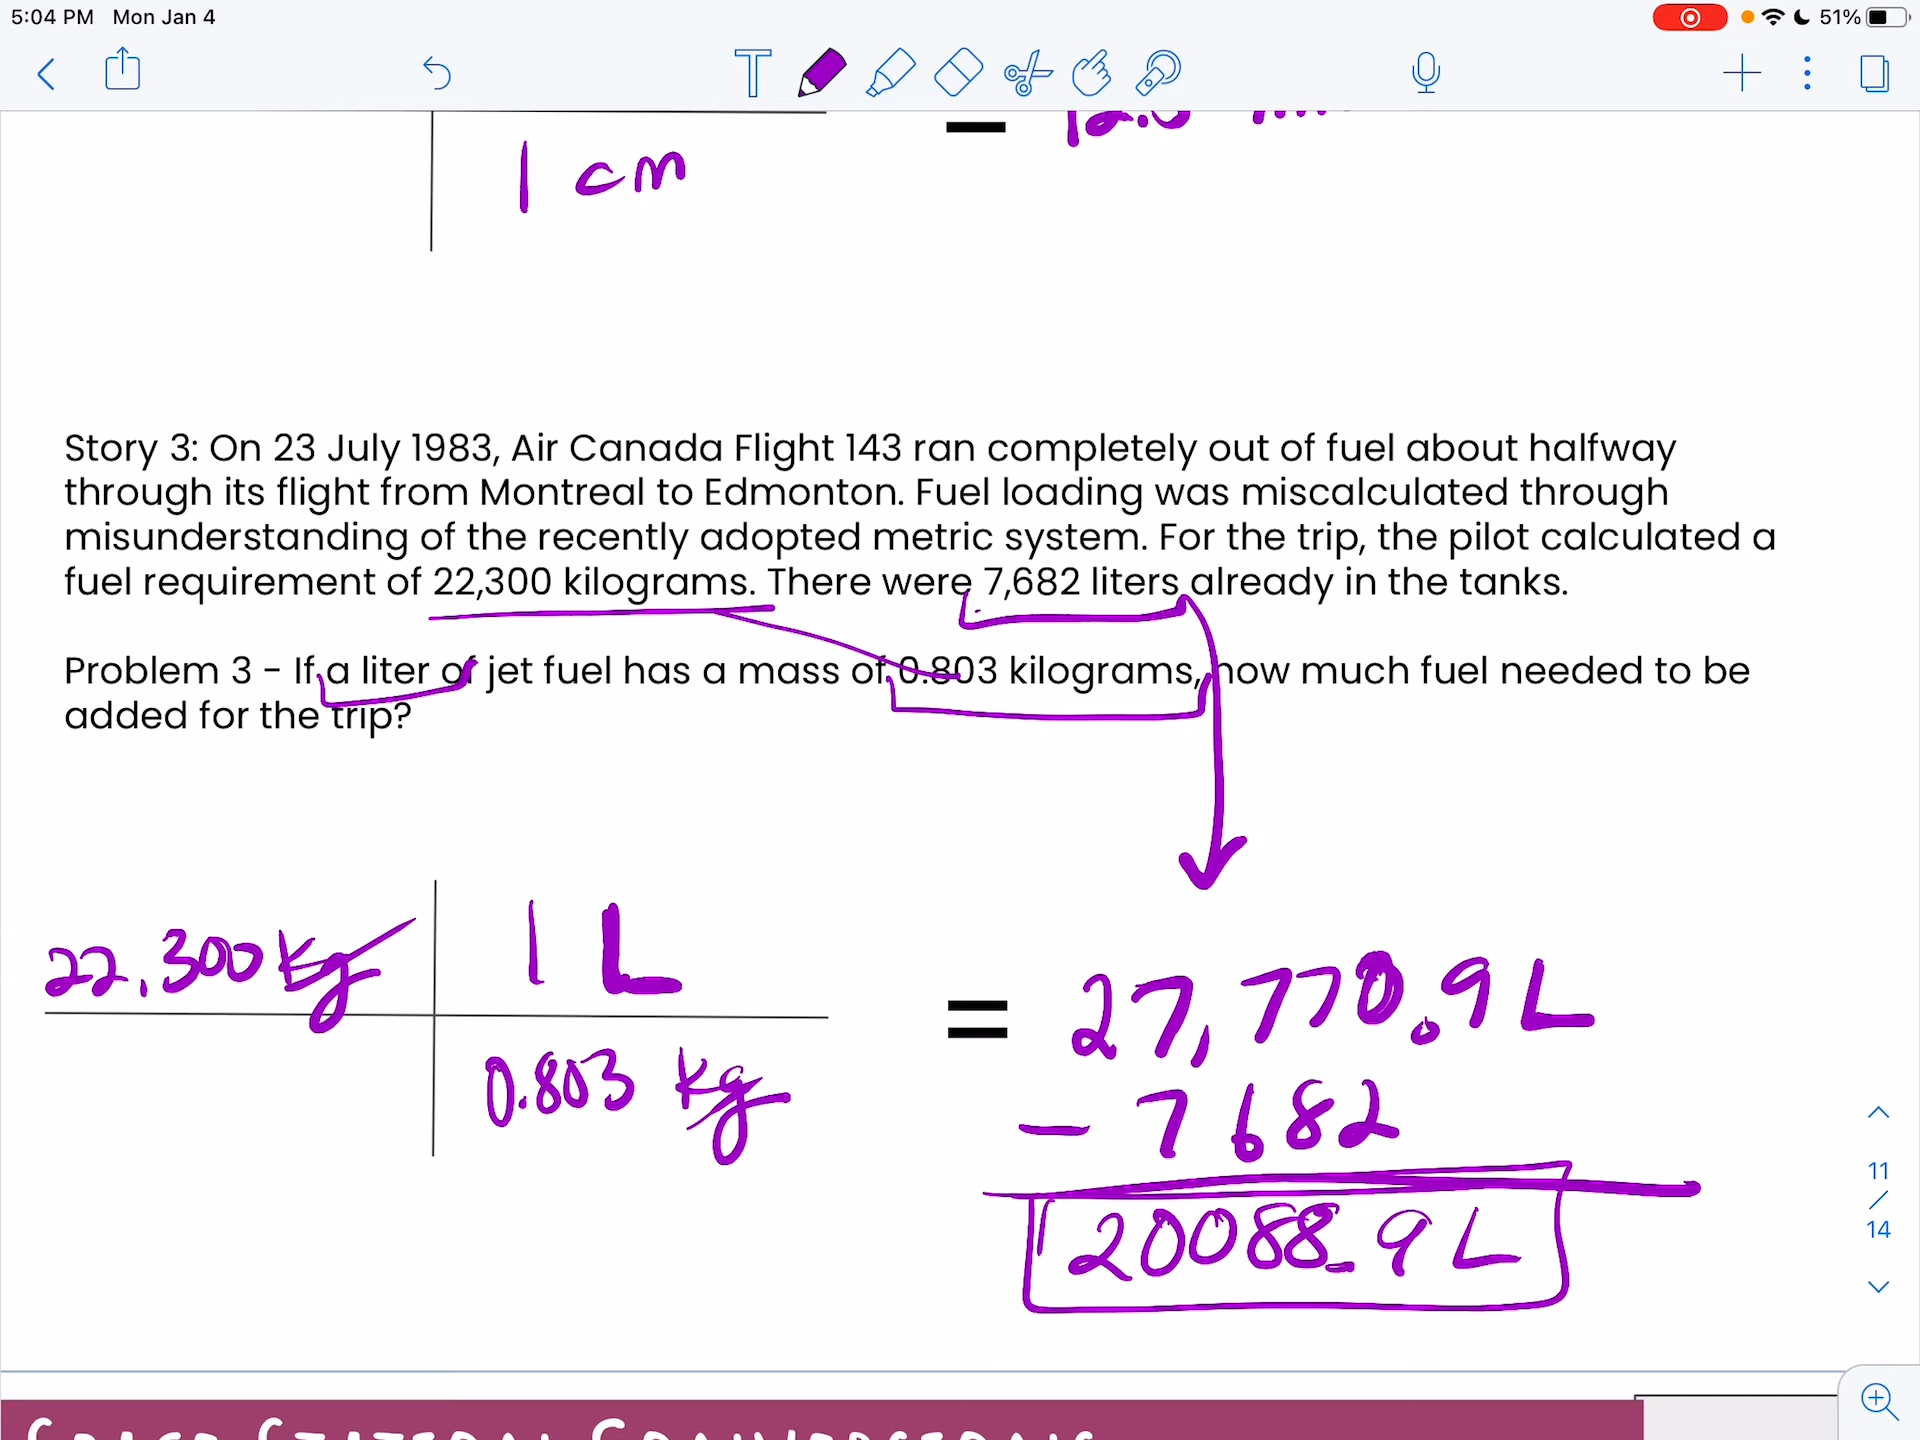 5:04 PM Mon Jan 4
51%
T
1 cm
Story 3: On 23 July 1983, Air Canada Flight 143 ran completely out of fuel about halfway
through its flight from Montreal to Edmonton. Fuel loading was miscalculated through
misunderstanding of the recently adopted metric system. For the trip, the pilot calculated a
fuel requirement of 22,300 kilograms. There were 7,682 liters already in the tanks.
Problem 3 - If a liter of jet fuel has a mass of 0.803 kilograms, how much fuel needed to be
added for the trip?
22,300 kg
1 L
0.803 kg
= 27,770.9 L
- 7682
20088.9 L
11
/
14
SPACE STATION CONVERSIONS